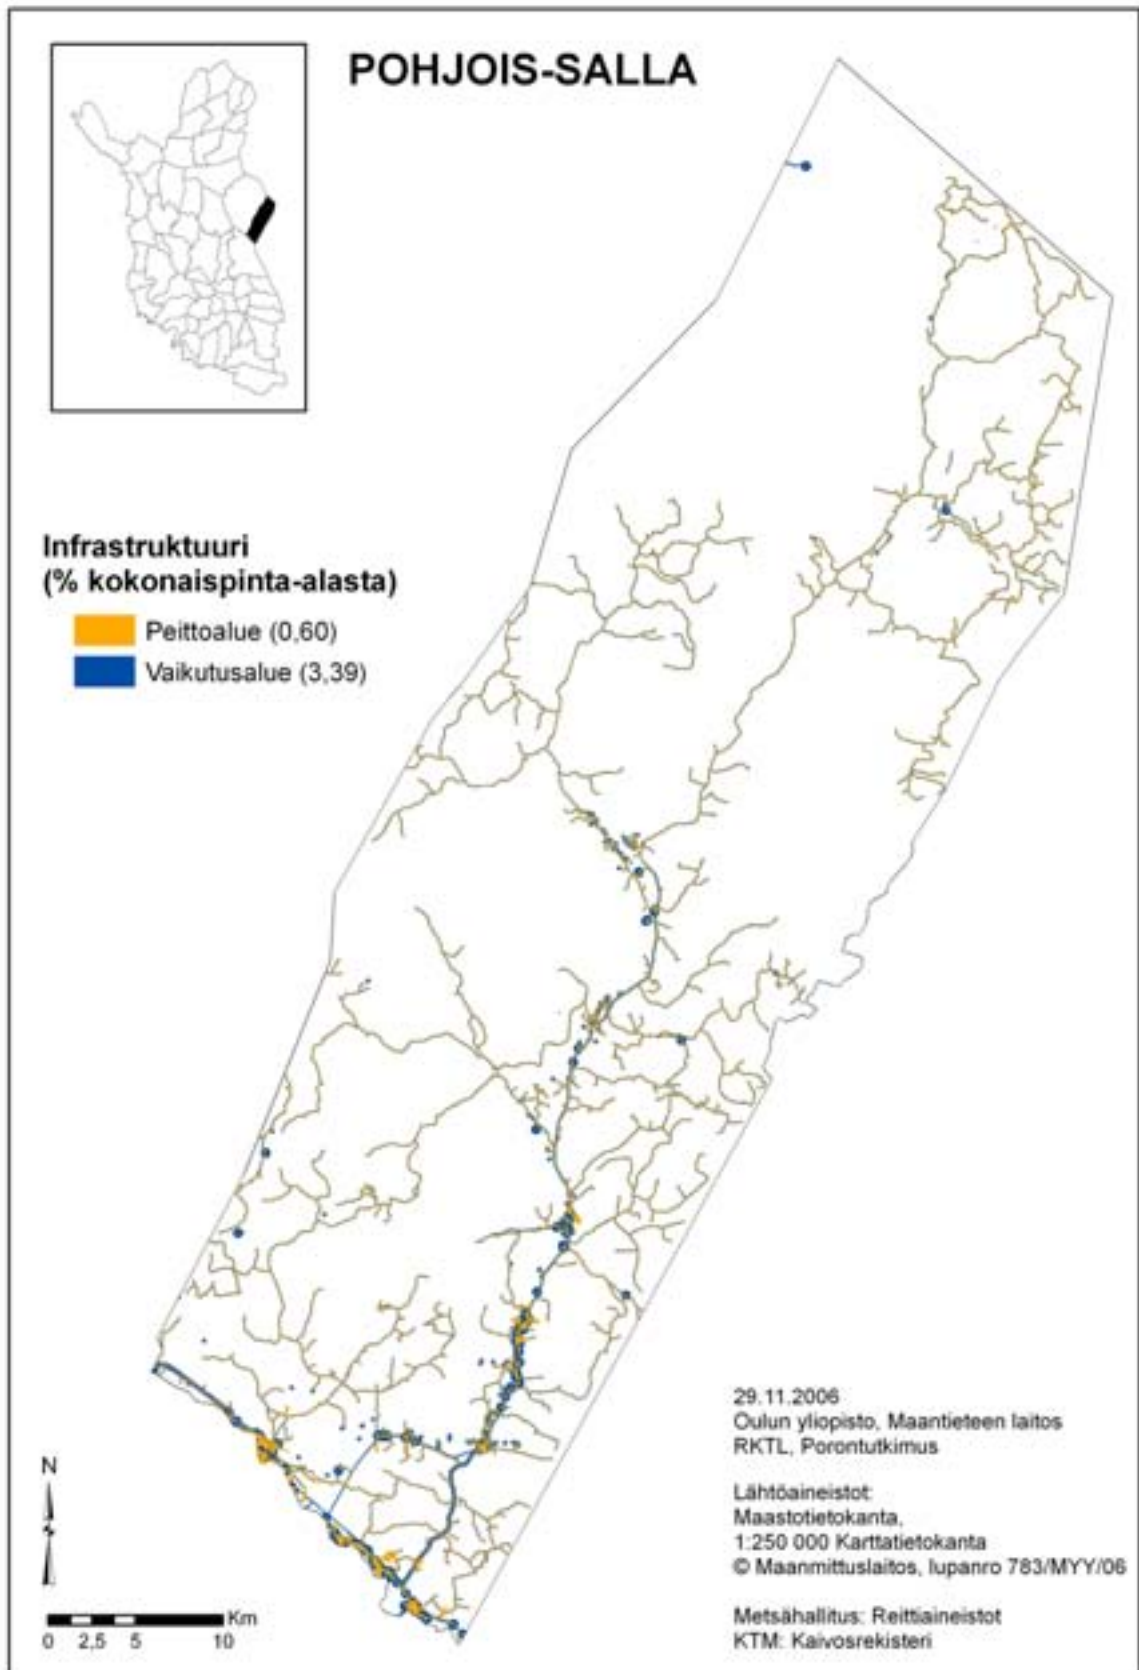 POHJOIS-SALLA
Infrastruktuuri
(% kokonaispinta-alasta)
Peittoalue (0,60)
Vaikutusalue (3,39)
29.11.2006
Oulun yliopisto, Maantieteen laitos
RKTL, Porontutkimus
Lähtöaineistot:
Maastotietokanta,
1:250 000 Karttatietokanta
© Maanmittuslaitos, lupanro 783/MYY/06
Metsähallitus: Reittiaineistot
KTM: Kaivosrekisteri
N
Km
0 2,5 5 10